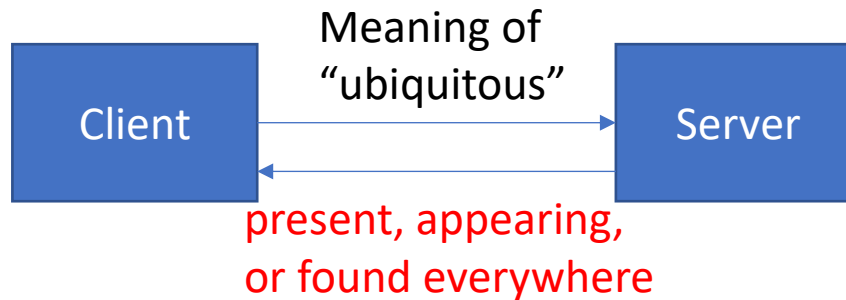 Meaning of
“ubiquitous”
Client
Server
present, appearing,
or found everywhere